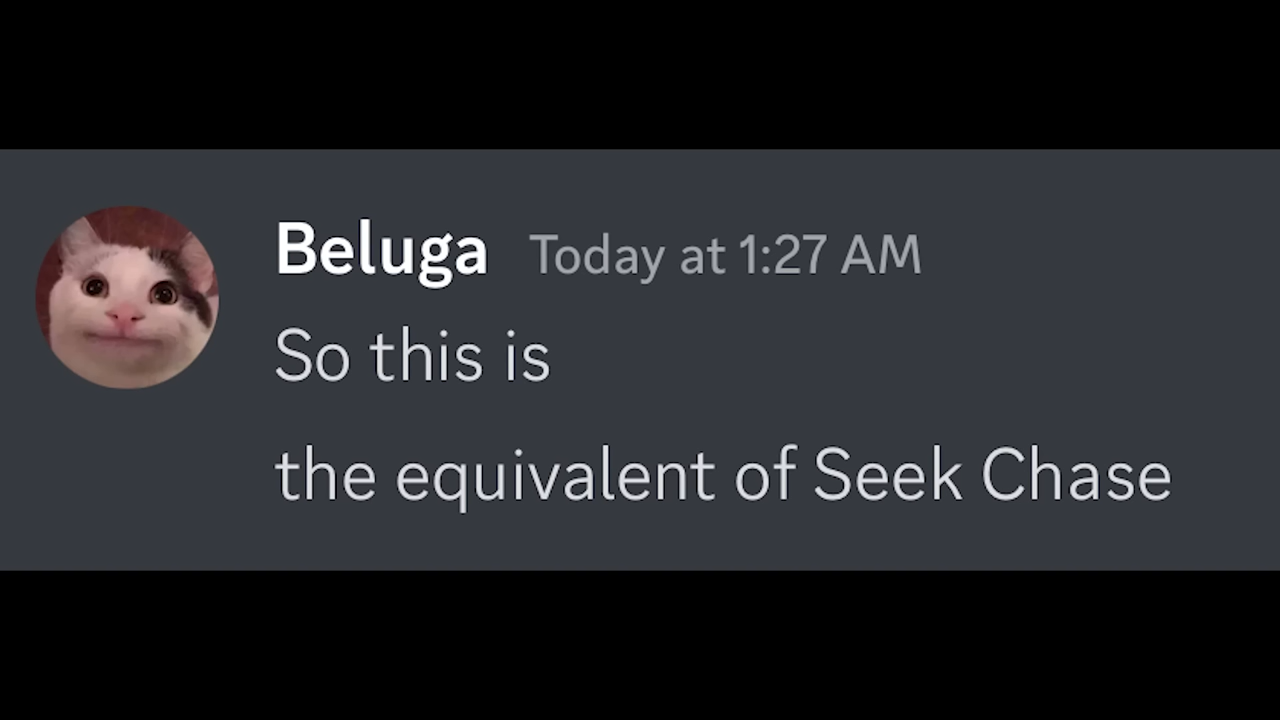 Beluga Today at 1:27 AM
So this is
the equivalent of Seek Chase